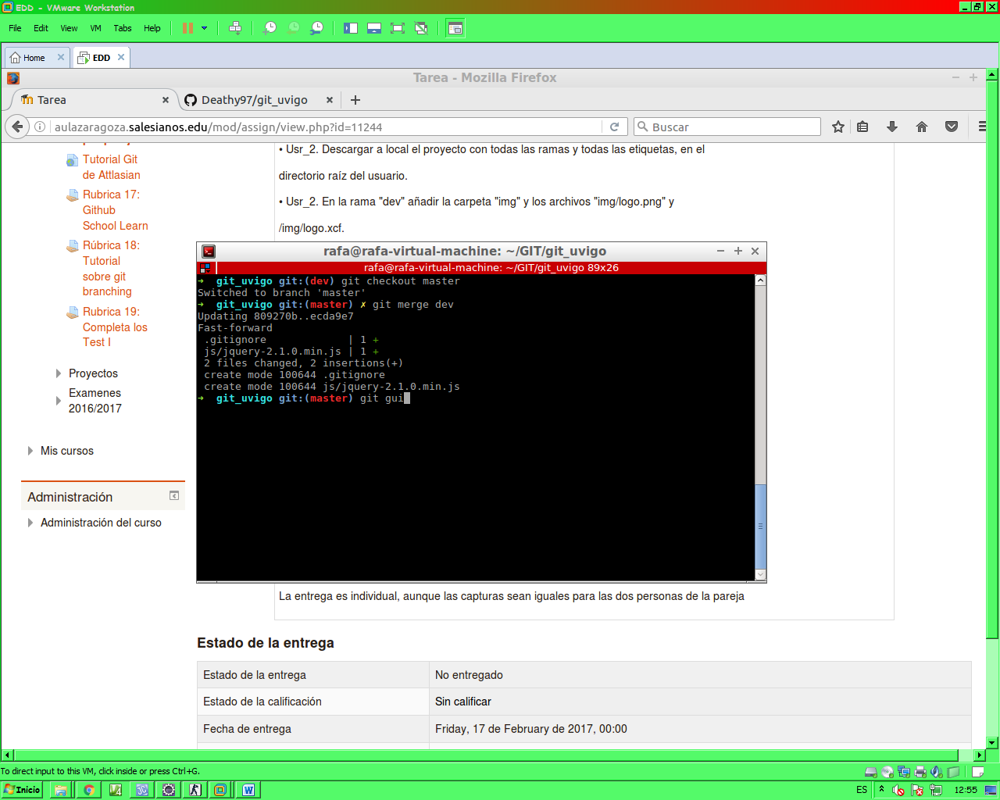 EDD - VMware Workstation
File Edit View VM Tabs Help
Home EDD
Tarea - Mozilla Firefox
Tarea Deathy97/git_uvigo
aulazaragoza.salesianos.edu/mod/assign/view.php?id=11244 Buscar
Tutorial Git
de Attlasian
Rubrica 17:
Github
School Learn
Rúbrica 18:
Tutorial
sobre git
branching
Rubrica 19:
Completa los
Test I
Proyectos
Examenes
2016/2017
Mis cursos
Administración
Administración del curso
• Usr_2. Descargar a local el proyecto con todas las ramas y todas las etiquetas, en el
directorio raíz del usuario.
• Usr_2. En la rama "dev" añadir la carpeta "img" y los archivos "img/logo.png" y
/img/logo.xcf.
rafa@rafa-virtual-machine: ~/GIT/git_uvigo
rafa@rafa-virtual-machine: ~/GIT/git_uvigo 89x26
➜ git_uvigo git:(dev) git checkout master
Switched to branch 'master'
➜ git_uvigo git:(master) ✗ git merge dev
Updating 809270b..ecda9e7
Fast-forward
.gitignore | 1 +
js/jquery-2.1.0.min.js | 1 +
2 files changed, 2 insertions(+)
create mode 100644 .gitignore
create mode 100644 js/jquery-2.1.0.min.js
➜ git_uvigo git:(master) git gui
La entrega es individual, aunque las capturas sean iguales para las dos personas de la pareja
Estado de la entrega
Estado de la entrega No entregado
Estado de la calificación Sin calificar
Fecha de entrega Friday, 17 de February de 2017, 00:00
To direct input to this VM, click inside or press Ctrl+G.
Inicio ES 12:55